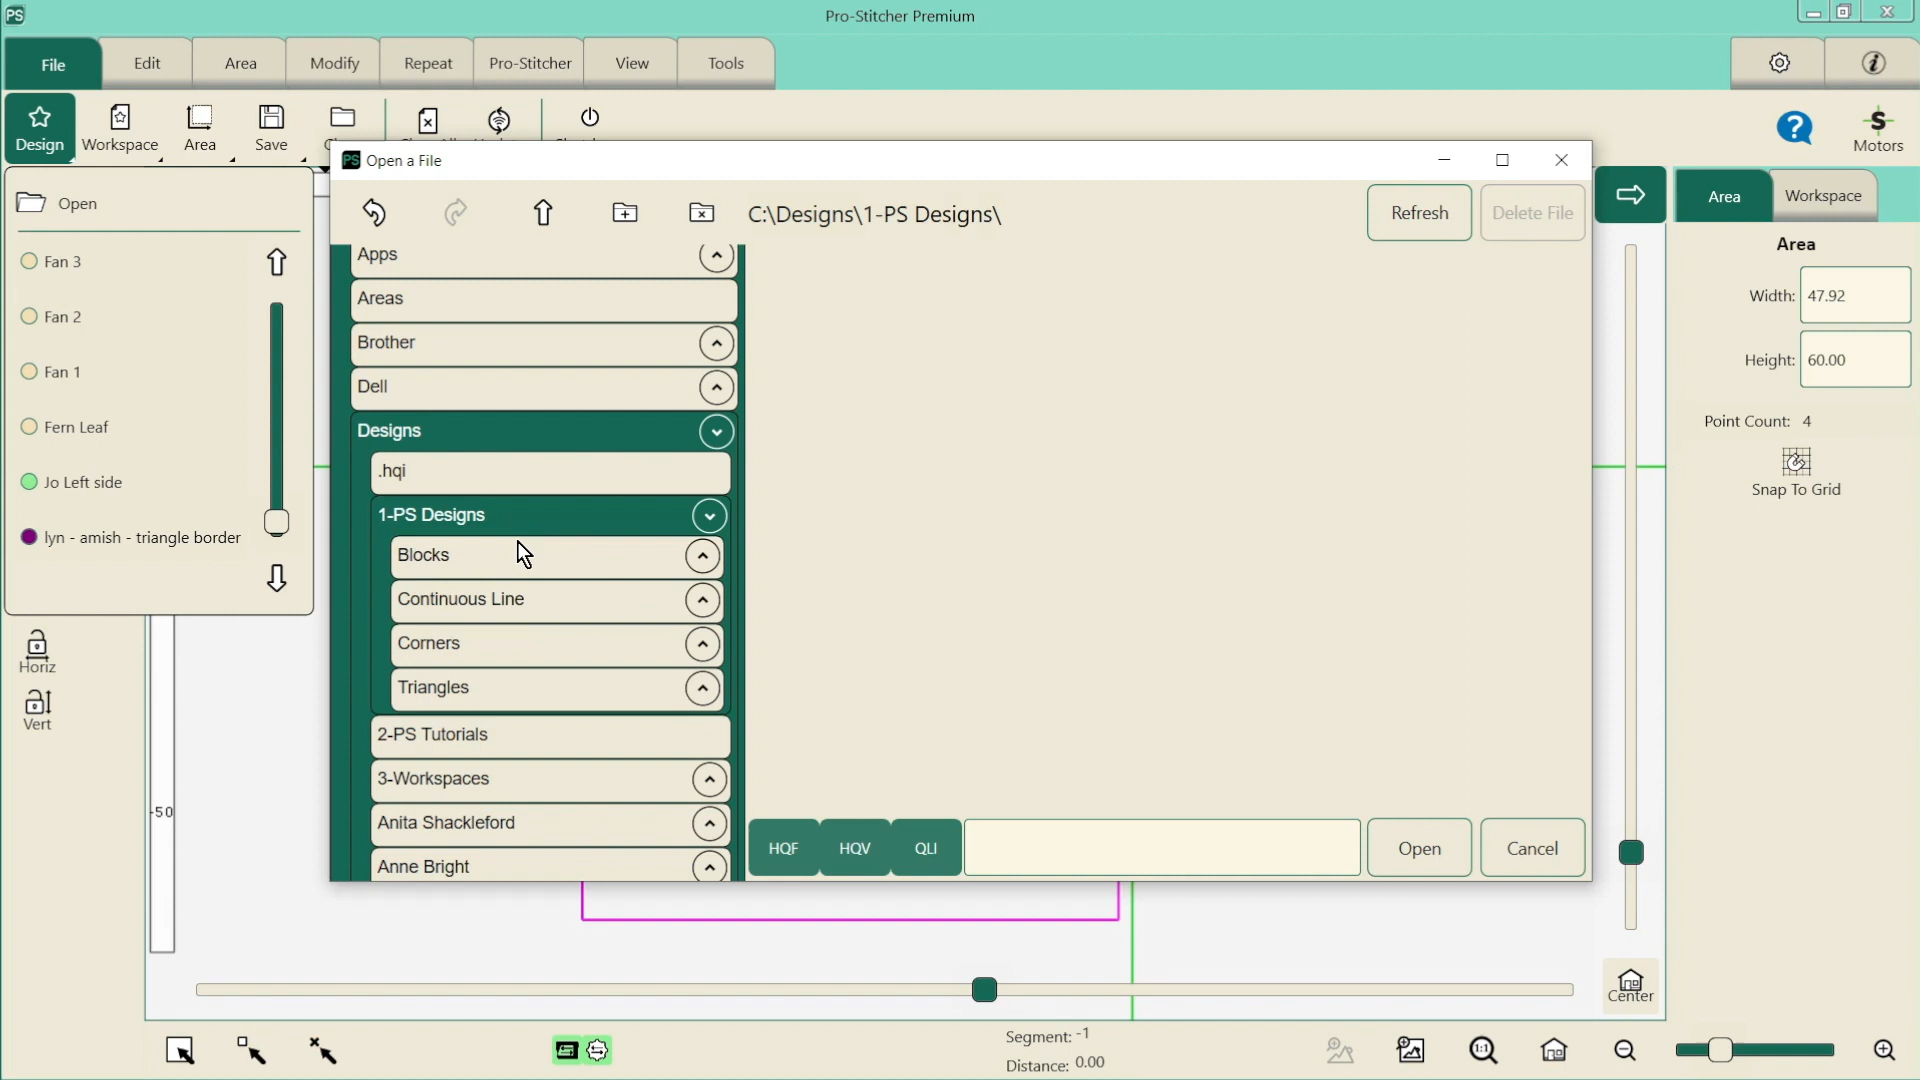 PS
Pro-Stitcher Premium
File
Edit
Area
Modify
Repeat
Pro-Stitcher
View
Tools
Design
Workspace
Area
Save
Motors
PS Open a File
C:\Designs\1-PS Designs\
Refresh
Delete File
Open
Fan 3
Fan 2
Fan 1
Fern Leaf
Jo Left side
lyn - amish - triangle border
Apps
Areas
Brother
Dell
Designs
.hqi
1-PS Designs
Blocks
Continuous Line
Corners
Triangles
2-PS Tutorials
3-Workspaces
Anita Shackleford
Anne Bright
HQF
HQV
QLI
Open
Cancel
Area
Workspace
Area
Width: 47.92
Height: 60.00
Point Count: 4
Snap To Grid
Horiz
Vert
-50
Center
Segment: -1
Distance: 0.00
1:1